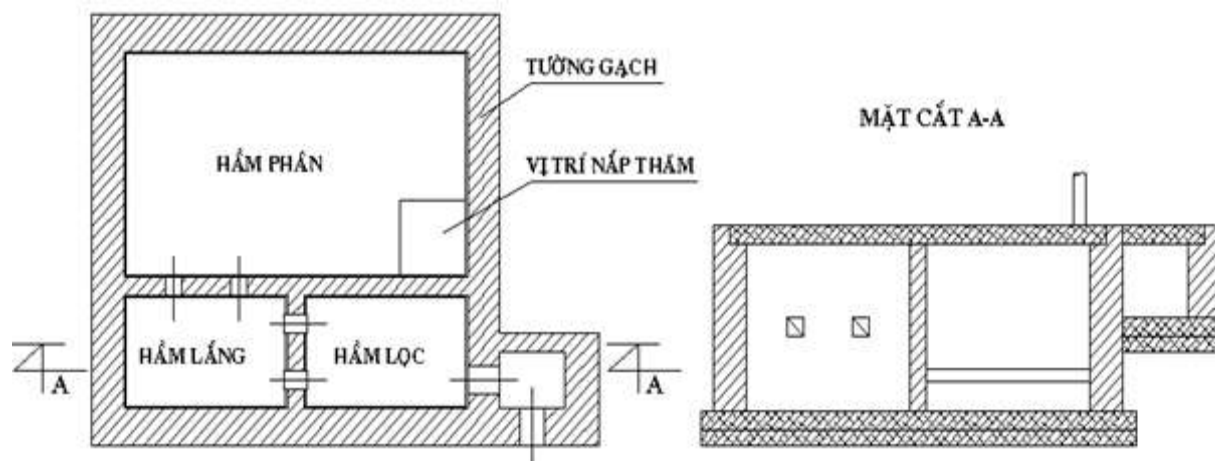 TƯỜNG GẠCH
MẶT CẮT A-A
HẦM PHÂN
VỊ TRÍ NẮP THĂM
HẦM LẮNG
HẦM LỌC
A
A